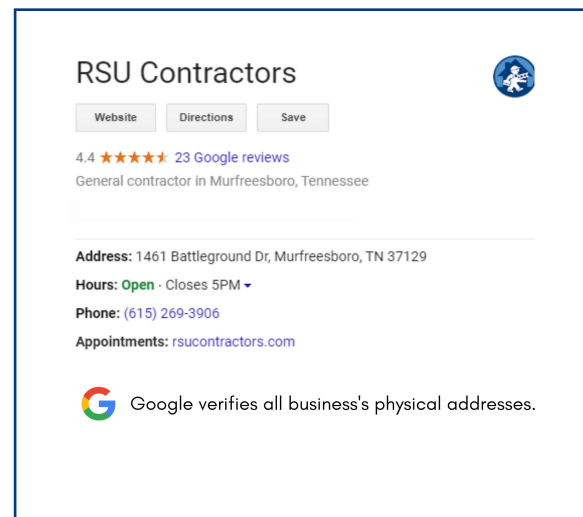 RSU Contractors
Website Directions Save
4.4 23 Google reviews
General contractor in Murfreesboro, Tennessee
Address: 1461 Battleground Dr, Murfreesboro, TN 37129
Hours: Open · Closes 5PM
Phone: (615) 269-3906
Appointments: rsucontractors.com
G Google verifies all business's physical addresses.